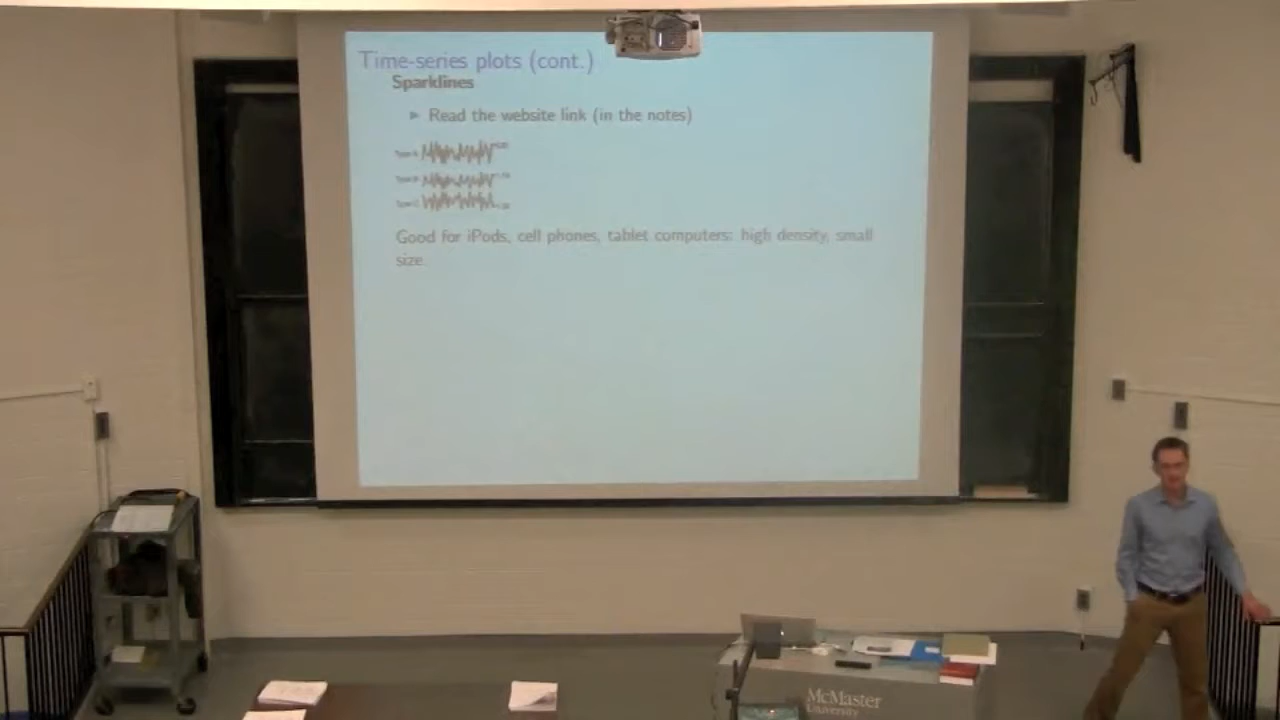 Time-series plots (cont.)
Sparklines
► Read the website link (in the notes)
Good for iPods, cell phones, tablet computers: high density, small
size.
McMaster
University